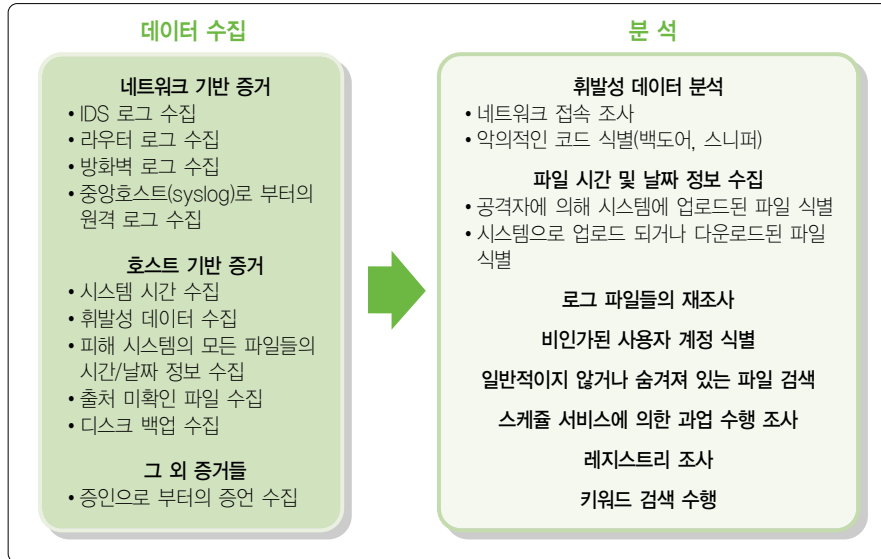 데이터 수집
네트워크 기반 증거
• IDS 로그 수집
• 라우터 로그 수집
• 방화벽 로그 수집
• 중앙호스트(syslog)로 부터의
원격 로그 수집
호스트 기반 증거
• 시스템 시간 수집
• 휘발성 데이터 수집
• 피해 시스템의 모든 파일들의
시간/날짜 정보 수집
• 출처 미확인 파일 수집
• 디스크 백업 수집
그 외 증거들
• 증인으로 부터의 증언 수집
분 석
휘발성 데이터 분석
• 네트워크 접속 조사
• 악의적인 코드 식별(백도어, 스니퍼)
파일 시간 및 날짜 정보 수집
• 공격자에 의해 시스템에 업로드된 파일 식별
• 시스템으로 업로드 되거나 다운로드된 파일
식별
로그 파일들의 재조사
비인가된 사용자 계정 식별
일반적이지 않거나 숨겨져 있는 파일 검색
스케쥴 서비스에 의한 과업 수행 조사
레지스트리 조사
키워드 검색 수행